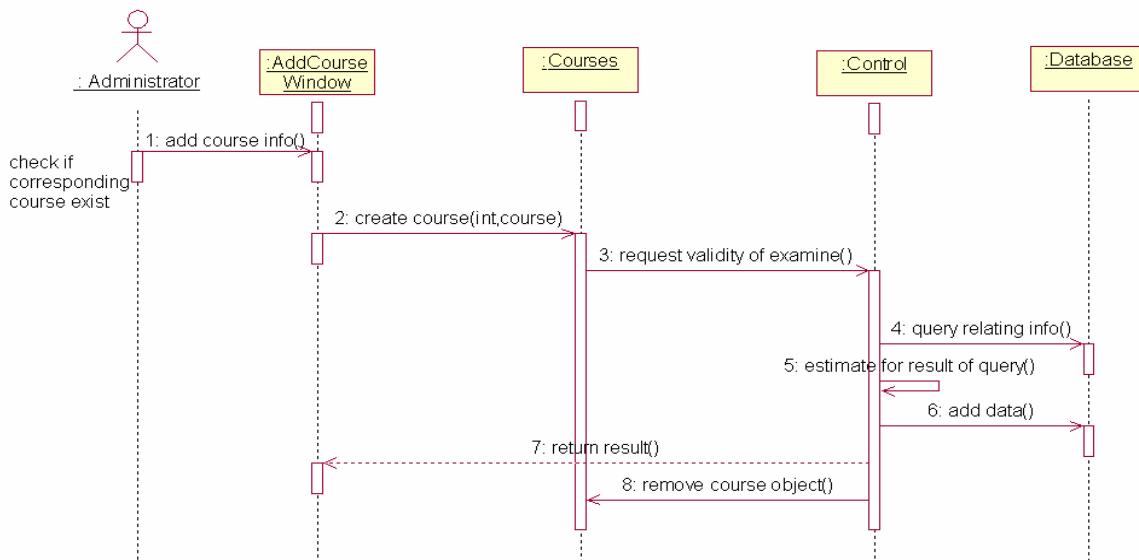 : Administrator
:AddCourse
Window
:Courses
:Control
:Database
1: add course info()
check if
corresponding
course exist
2: create course(int,course)
3: request validity of examine()
4: query relating info()
5: estimate for result of query()
6: add data()
7: return result()
8: remove course object()